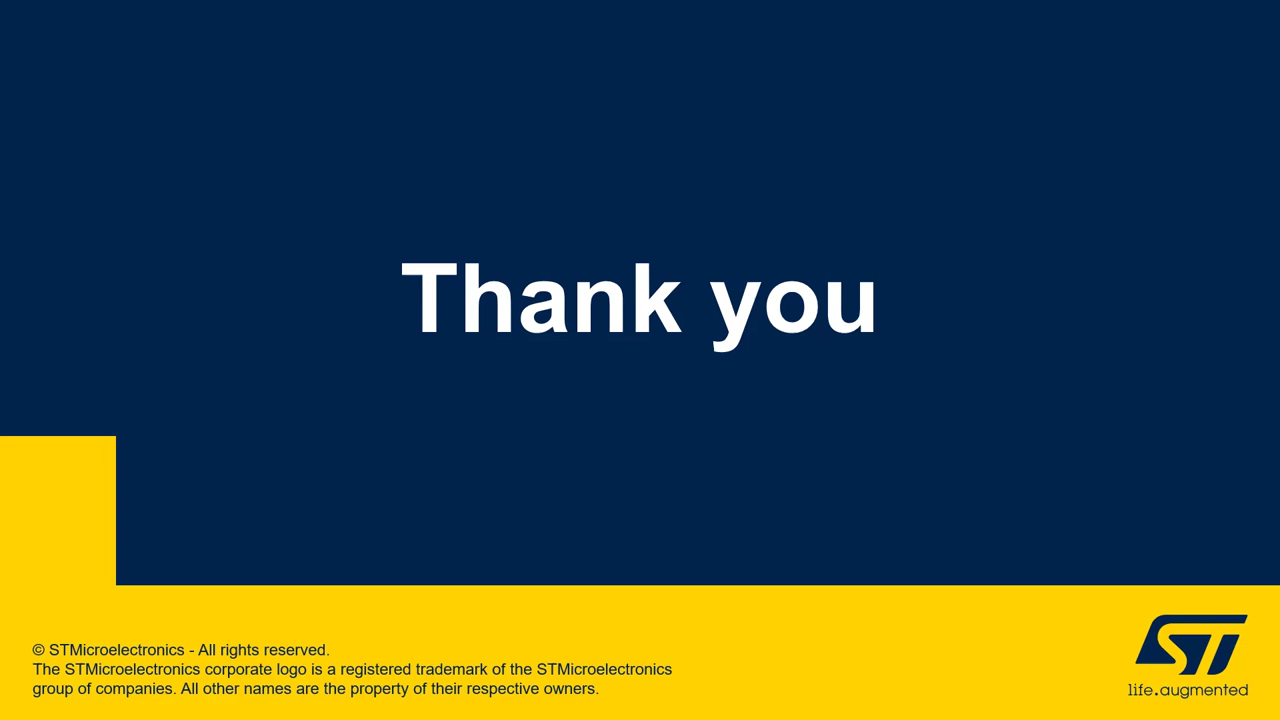 Thank you
© STMicroelectronics - All rights reserved.
The STMicroelectronics corporate logo is a registered trademark of the STMicroelectronics
group of companies. All other names are the property of their respective owners.
ST
life.augmented